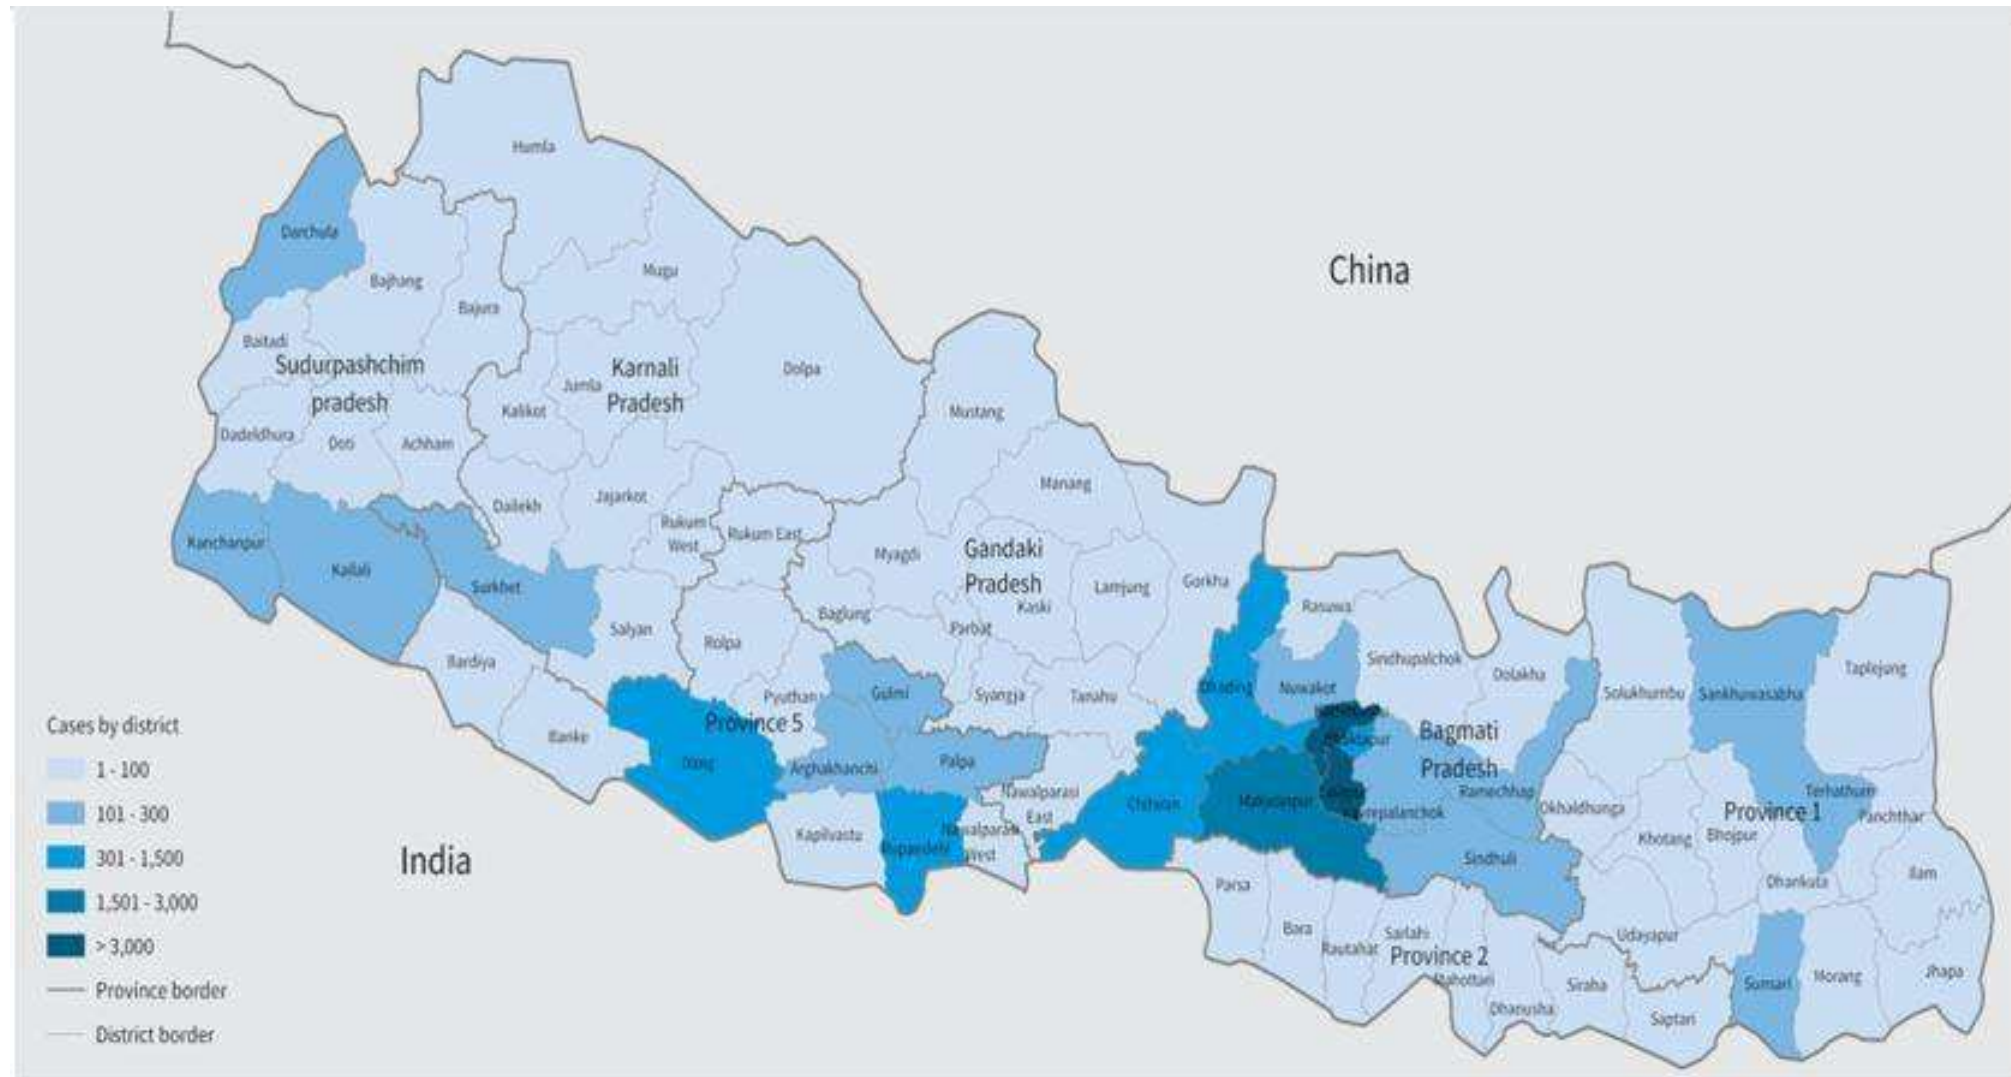 Humla
Darchula
Mugu
Bajhang
Bajura
China
Baitadi
Sudurpashchim
pradesh
Karnali
Pradesh
Jumla
Dolpa
Kalikot
Mustang
Dadeldhura
Doti
Achham
Dailekh
Jajarkot
Manang
Rukum
West
Rukum East
Kanchanpur
Kailali
Surkhet
Myagdi
Gandaki
Pradesh
Kaski
Lamjung
Gorkha
Baglung
Parbat
Rasuwa
Salyan
Rolpa
Bardiya
Sindhupalchok
Dolakha
Solukhumbu
Sankhuwasabha
Taplejung
Pyuthan
Gulmi
Syangja
Tanahu
Dhading
Nuwakot
Province 5
Banke
Dang
Arghakhanchi
Palpa
Bagmati
Pradesh
Nawalparasi
East
Chitwan
Makwanpur
Ramechhap
Okhaldhunga
Province 1
Terhathum
Panchthar
Kapilvastu
Rupandehi
West
Khotang
Bhojpur
India
Sindhuli
Parsa
Dhankuta
Ilam
Bara
Rautahat
Sarlahi
Province 2
Mahottari
Dhanusha
Siraha
Saptari
Udayapur
Sunsari
Morang
Jhapa
Cases by district
1 - 100
101 - 300
301 - 1,500
1,501 - 3,000
> 3,000
Province border
District border